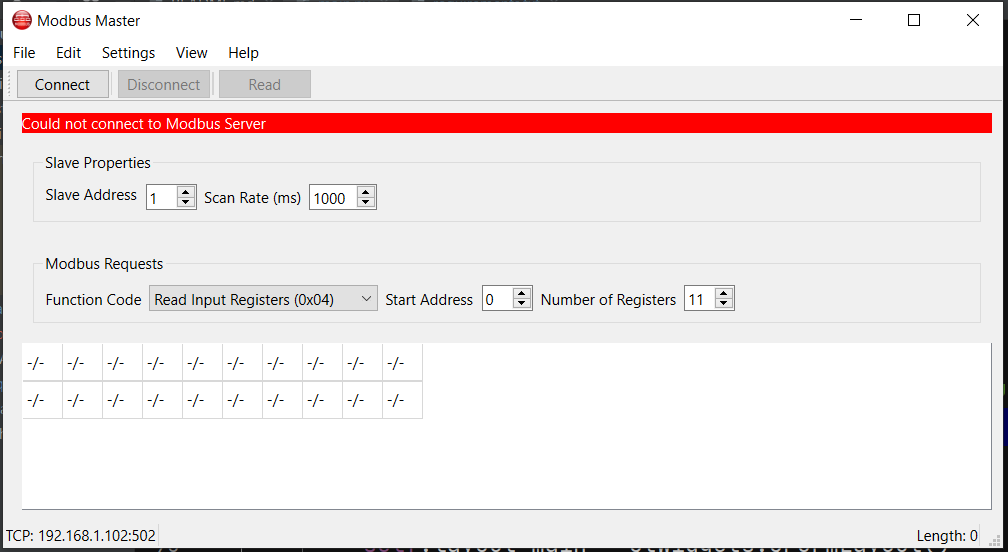 Modbus Master
File Edit Settings View Help
Connect Disconnect Read
Could not connect to Modbus Server
Slave Properties
Slave Address 1 Scan Rate (ms) 1000
Modbus Requests
Function Code Read Input Registers (0x04) Start Address 0 Number of Registers 11
-/- -/- -/- -/- -/- -/- -/- -/- -/- -/-
-/- -/- -/- -/- -/- -/- -/- -/- -/- -/-
TCP: 192.168.1.102:502 Length: 0